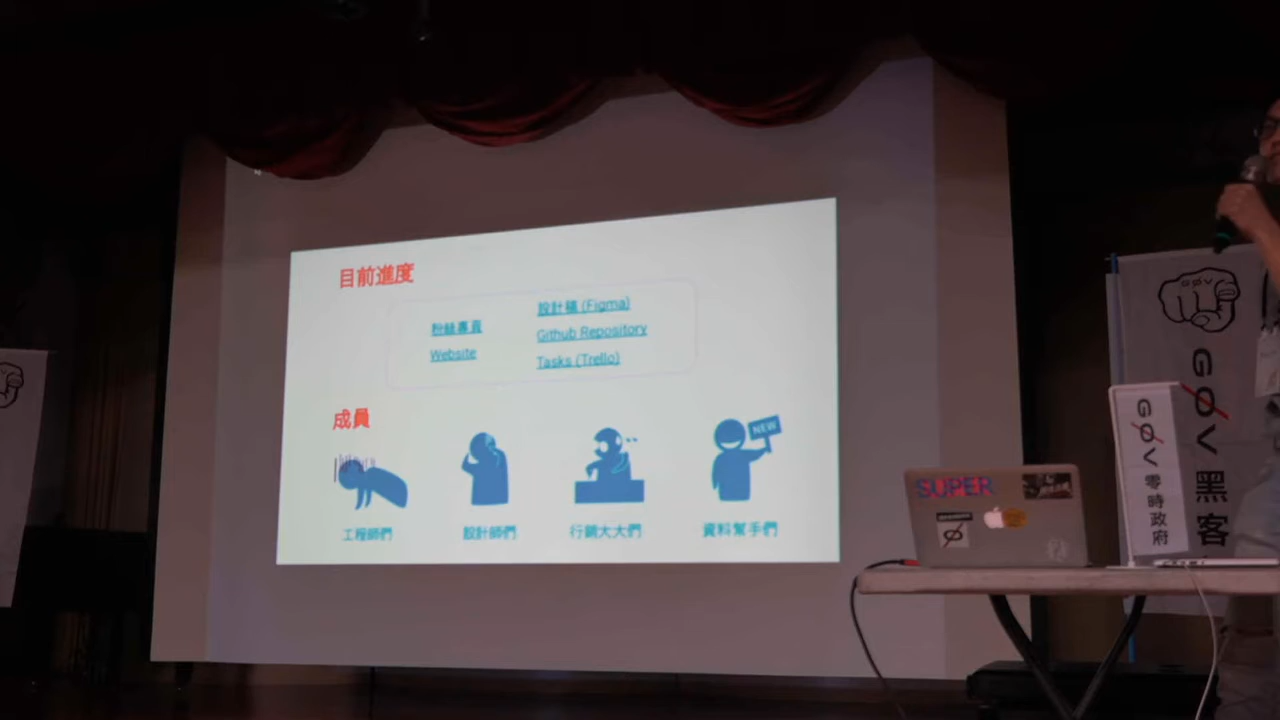 目前進度
粉絲專頁
Website
設計稿 (Figma)
Github Repository
Tasks (Trello)
成員
NEW
工程師們
設計師們
行銷大大們
資料幫手們
SUPER
G0V 零時政府
G0V 黑客